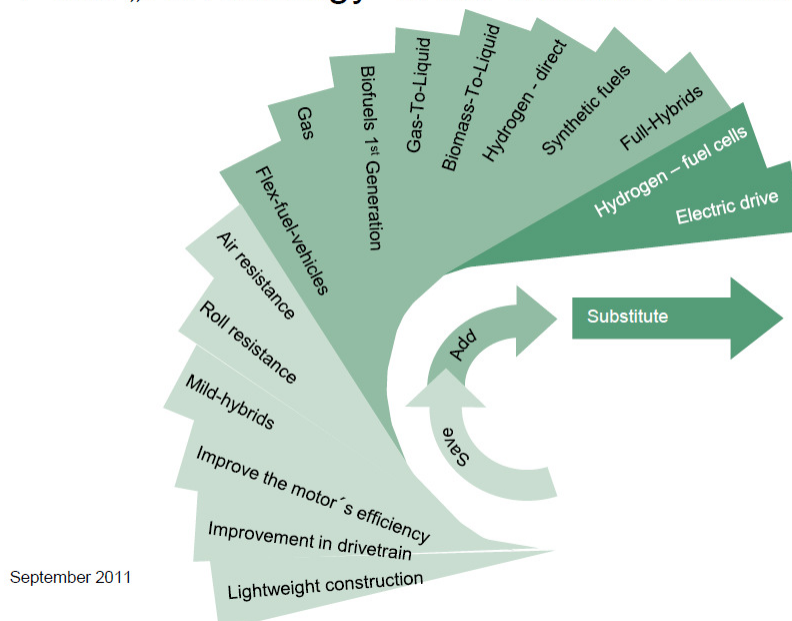 Gas
Biofuels 1st Generation
Gas-To-Liquid
Biomass-To-Liquid
Hydrogen - direct
Synthetic fuels
Full-Hybrids
Hydrogen – fuel cells
Electric drive
Flex-fuel-vehicles
Air resistance
Roll resistance
Mild-hybrids
Improve the motor´s efficiency
Improvement in drivetrain
Lightweight construction
Add
Save
Substitute
September 2011